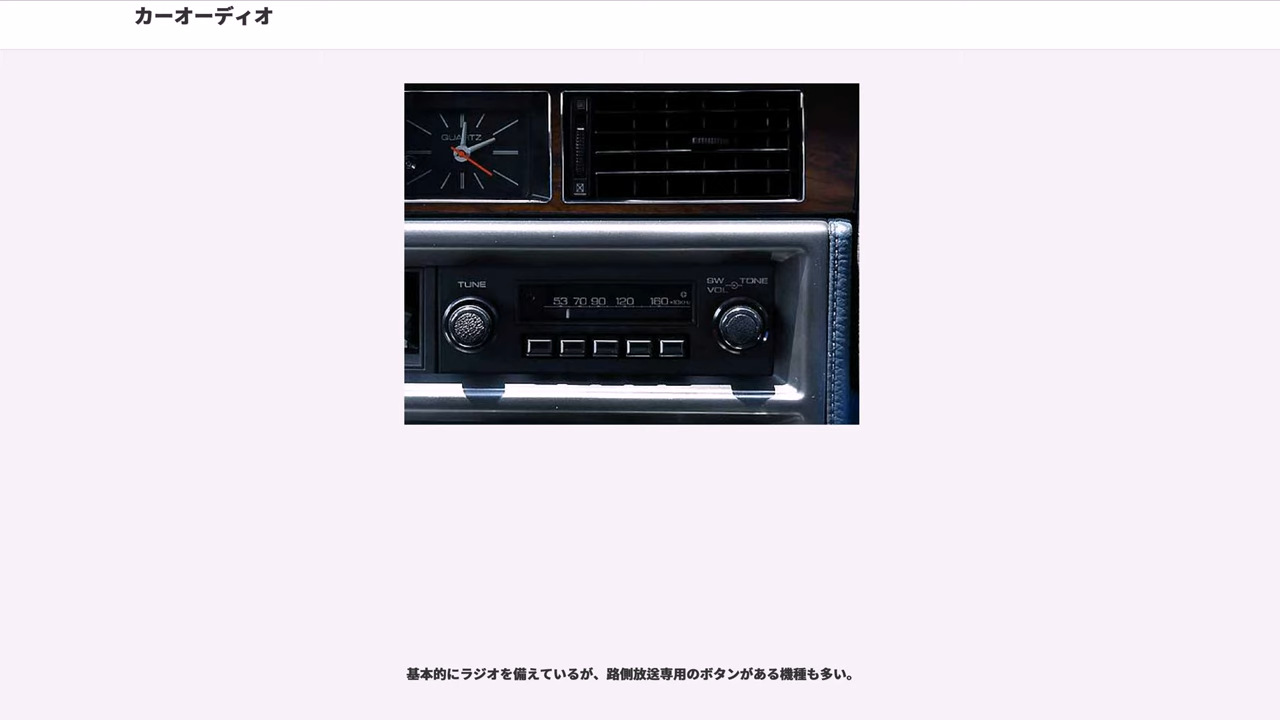 カーオーディオ
QUARTZ
TUNE
53 70 90 120 160 ×10kHz
SW TONE
VOL
基本的にラジオを備えているが、路側放送専用のボタンがある機種も多い。